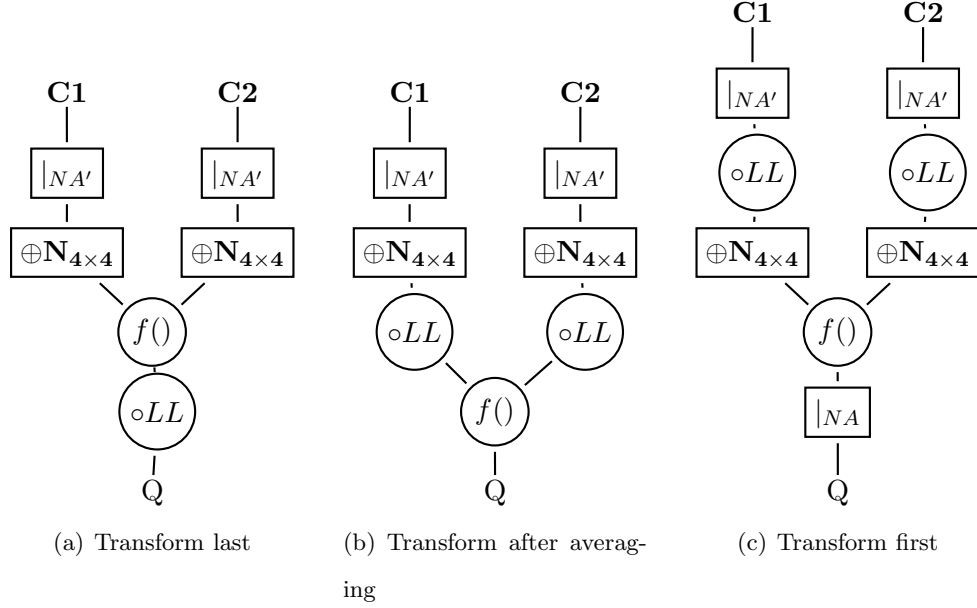 C1 C2
|NA′ |NA′
⊕N4×4 ⊕N4×4
f()
∘LL
Q
(a) Transform last
C1 C2
|NA′ |NA′
⊕N4×4 ⊕N4×4
∘LL ∘LL
f()
Q
(b) Transform after averag-
ing
C1 C2
|NA′ |NA′
∘LL ∘LL
⊕N4×4 ⊕N4×4
f()
|NA
Q
(c) Transform first